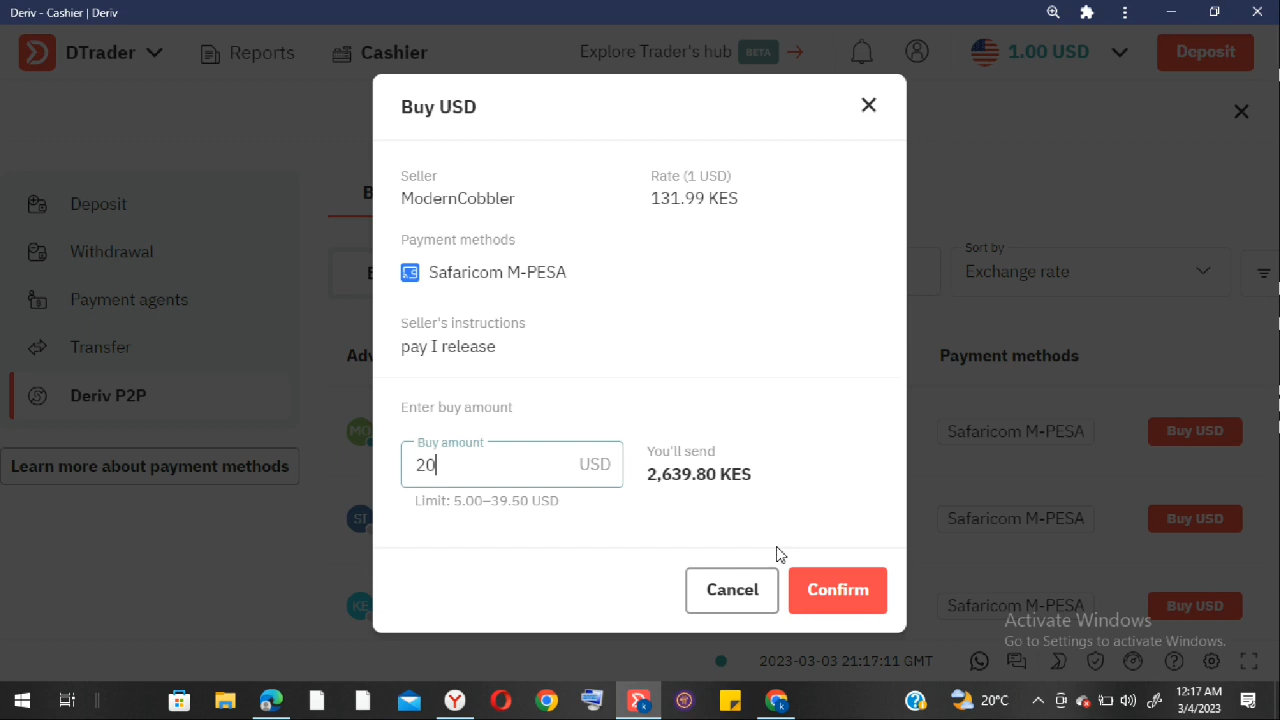 Deriv - Cashier | Deriv
DTrader Reports Cashier Explore Trader's hub BETA 1.00 USD Deposit
Buy USD
Seller Rate (1 USD)
ModernCobbler 131.99 KES
Payment methods
Safaricom M-PESA
Seller's instructions
pay I release
Enter buy amount
Buy amount
20 USD
You'll send
2,639.80 KES
Limit: 5.00–39.50 USD
Cancel Confirm
Deposit
Withdrawal
Payment agents
Transfer
Deriv P2P
Learn more about payment methods
Sort by
Exchange rate
Payment methods
Safaricom M-PESA Buy USD
Safaricom M-PESA Buy USD
KE Safaricom M-PESA Buy USD
Activate Windows
Go to Settings to activate Windows.
2023-03-03 21:17:11 GMT
20°C
12:17 AM
3/4/2023